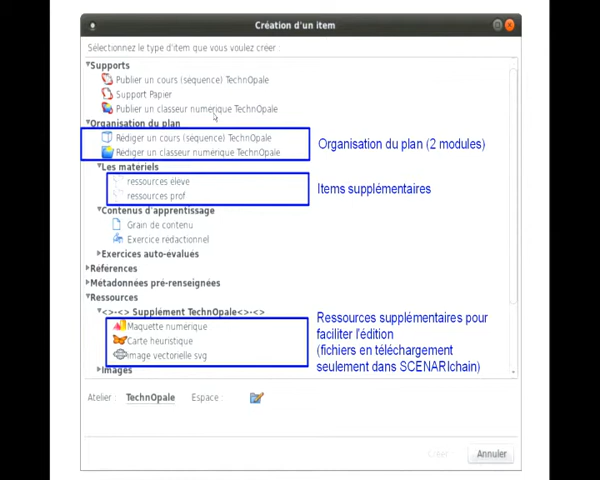 Création d'un item
Sélectionnez le type d'item que vous voulez créer :
Supports
Publier un cours (sequence) TechnOpale
Support Papier
Publier un classeur numérique TechnOpale
Organisation du plan
Rédiger un cours (sequence) TechnOpale
Organisation du plan (2 modules)
Rédiger un classeur numérique TechnOpale
Les materiels
ressources eleve
Items supplémentaires
ressources prof
Contenus d'apprentissage
Grain de contenu
Exercice redactionnel
Exercices auto-évalués
Références
Métadonnées pré-renseignées
Ressources
<>-<> Supplément TechnOpale<>-<>
Ressources supplémentaires pour
faciliter l'édition
(fichiers en téléchargement
seulement dans SCENARIchain)
Maquette numérique
Carte heuristique
Image vectorielle svg
Images
Atelier : TechnOpale Espace :
Créer Annuler